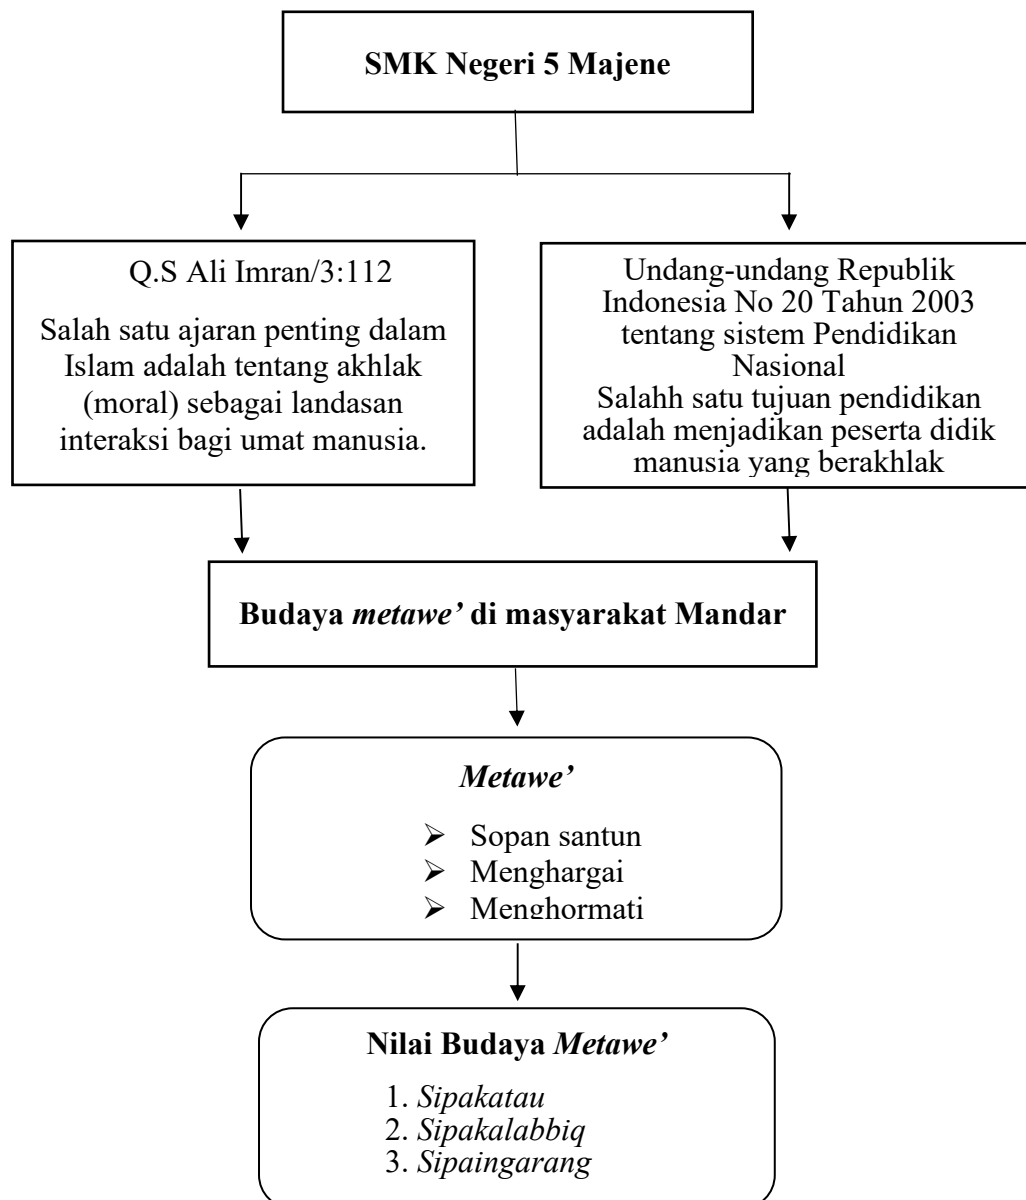 SMK Negeri 5 Majene
Q.S Ali Imran/3:112
Salah satu ajaran penting dalam
Islam adalah tentang akhlak
(moral) sebagai landasan
interaksi bagi umat manusia.
Undang-undang Republik
Indonesia No 20 Tahun 2003
tentang sistem Pendidikan
Nasional
Salahh satu tujuan pendidikan
adalah menjadikan peserta didik
manusia yang berakhlak
Budaya metawe’ di masyarakat Mandar
Metawe’
➢ Sopan santun
➢ Menghargai
➢ Menghormati
Nilai Budaya Metawe’
1. Sipakatau
2. Sipakalabbiq
3. Sipaingarang